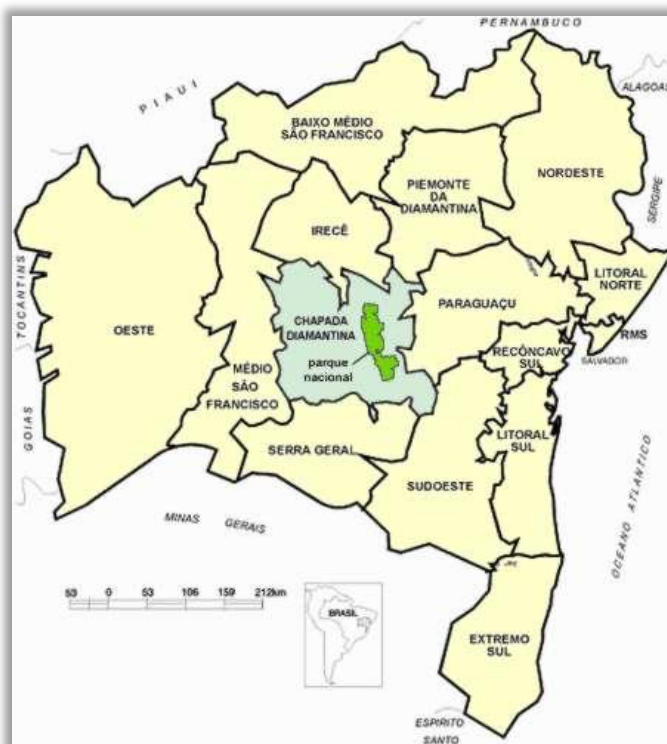 PERNAMBUCO
PIAUI
ALAGOAS
BAIXO MÉDIO
SÃO FRANCISCO
PIEMONTE
DA
DIAMANTINA
NORDESTE
SERGIPE
IRECÊ
TOCANTINS
OESTE
CHAPADA
DIAMANTINA
parque
nacional
PARAGUAÇU
LITORAL
NORTE
RMS
SALVADOR
RECÔNCAVO
SUL
MÉDIO
SÃO
FRANCISCO
GOIAS
SERRA GERAL
SUDOESTE
LITORAL
SUL
OCEANO ATLANTICO
MINAS GERAIS
53 0 53 106 159 212km
BRASIL
EXTREMO
SUL
ESPIRITO
SANTO